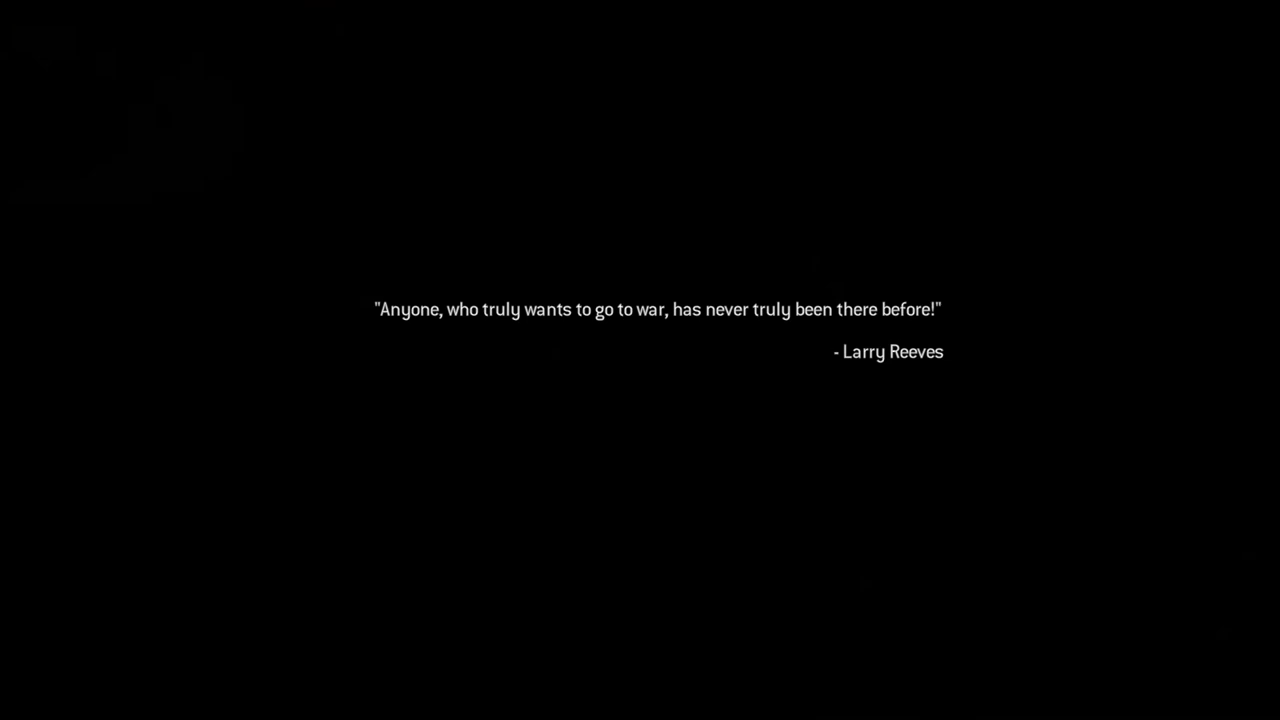 "Anyone, who truly wants to go to war, has never truly been there before!"
- Larry Reeves